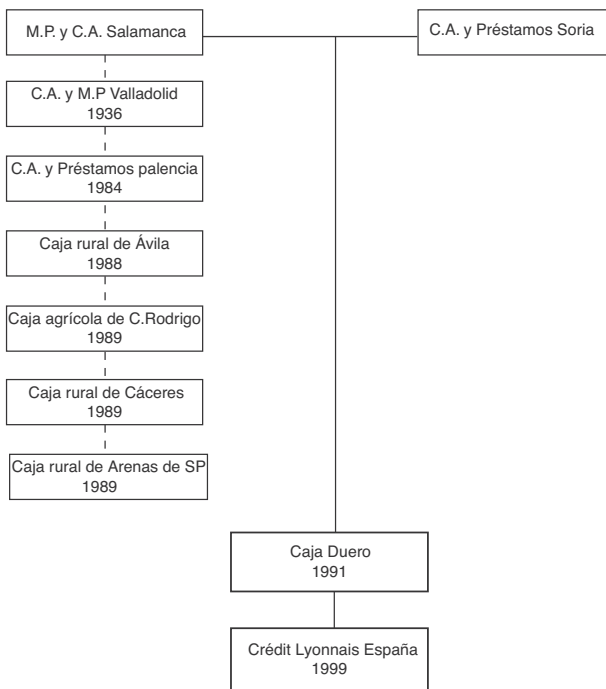 M.P. y C.A. Salamanca
C.A. y Préstamos Soria
C.A. y M.P Valladolid
1936
C.A. y Préstamos palencia
1984
Caja rural de Ávila
1988
Caja agrícola de C.Rodrigo
1989
Caja rural de Cáceres
1989
Caja rural de Arenas de SP
1989
Caja Duero
1991
Crédit Lyonnais España
1999